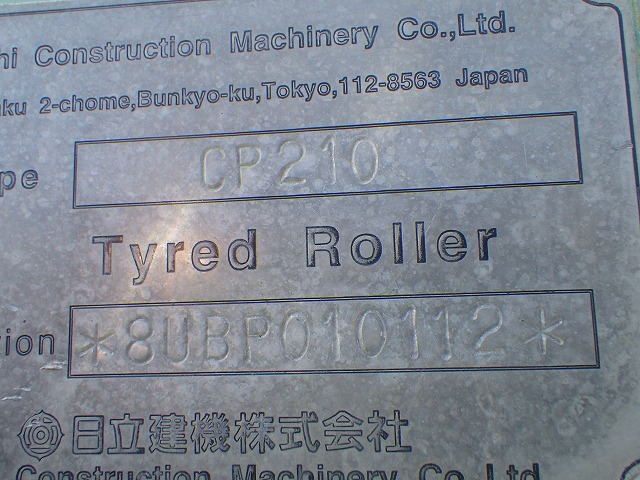 hi Construction Machinery Co.,Ltd.
ku 2-chome,Bunkyo-ku,Tokyo,112-8563 Japan
pe CP210
Tyred Roller
tion *8UBP010112*
日立建機株式会社
Construction Machinery Co.,Ltd.